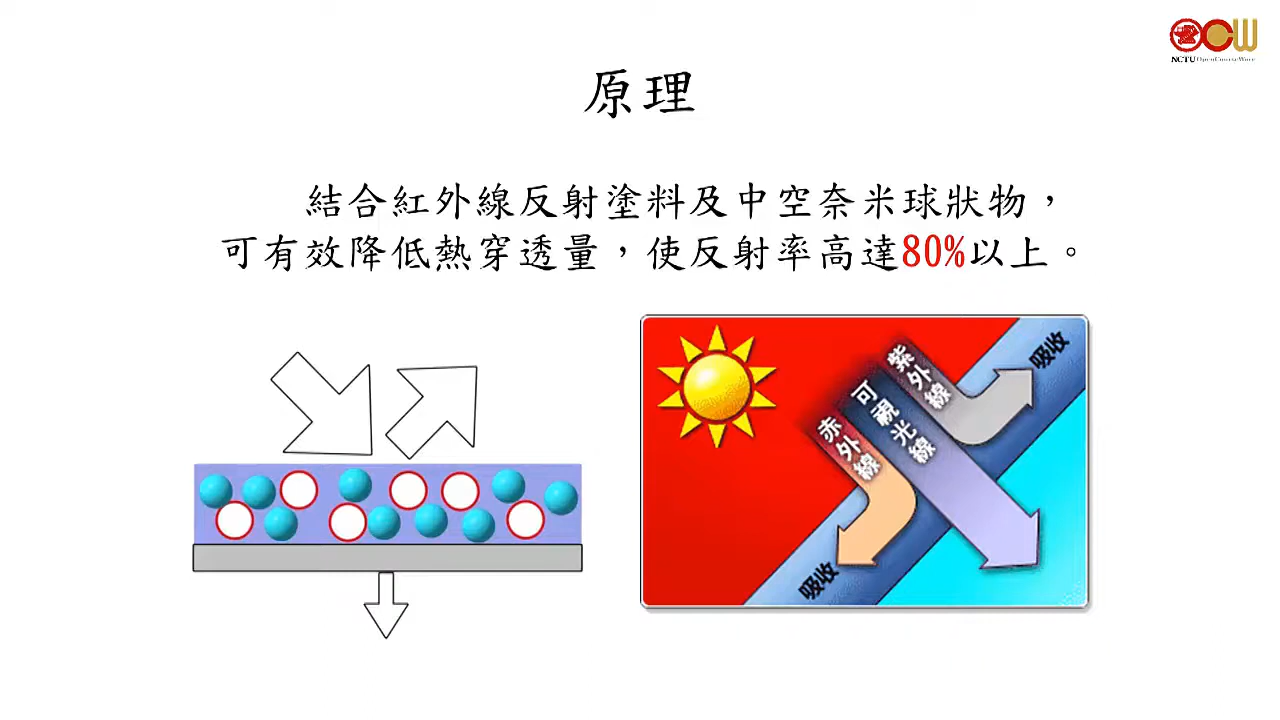 NCTU OpenCourseWare
原理
結合紅外線反射塗料及中空奈米球狀物，
可有效降低熱穿透量，使反射率高達80%以上。
吸收
紫外線
可視光線
赤外線
吸收